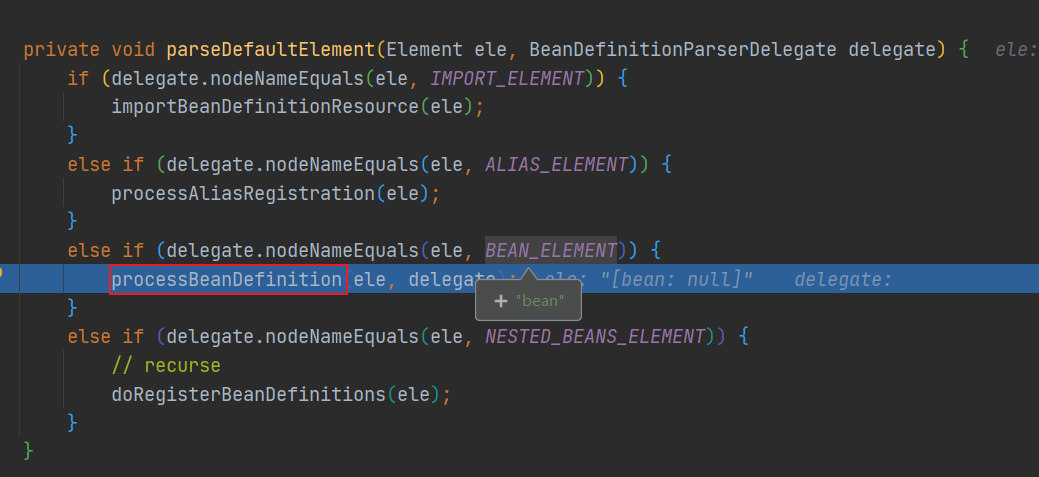 private void parseDefaultElement(Element ele, BeanDefinitionParserDelegate delegate) { ele:
if (delegate.nodeNameEquals(ele, IMPORT_ELEMENT)) {
importBeanDefinitionResource(ele);
}
else if (delegate.nodeNameEquals(ele, ALIAS_ELEMENT)) {
processAliasRegistration(ele);
}
else if (delegate.nodeNameEquals(ele, BEAN_ELEMENT)) {
processBeanDefinition(ele, delegate); ele: "[bean: null]" delegate:
+ "bean"
}
else if (delegate.nodeNameEquals(ele, NESTED_BEANS_ELEMENT)) {
// recurse
doRegisterBeanDefinitions(ele);
}
}